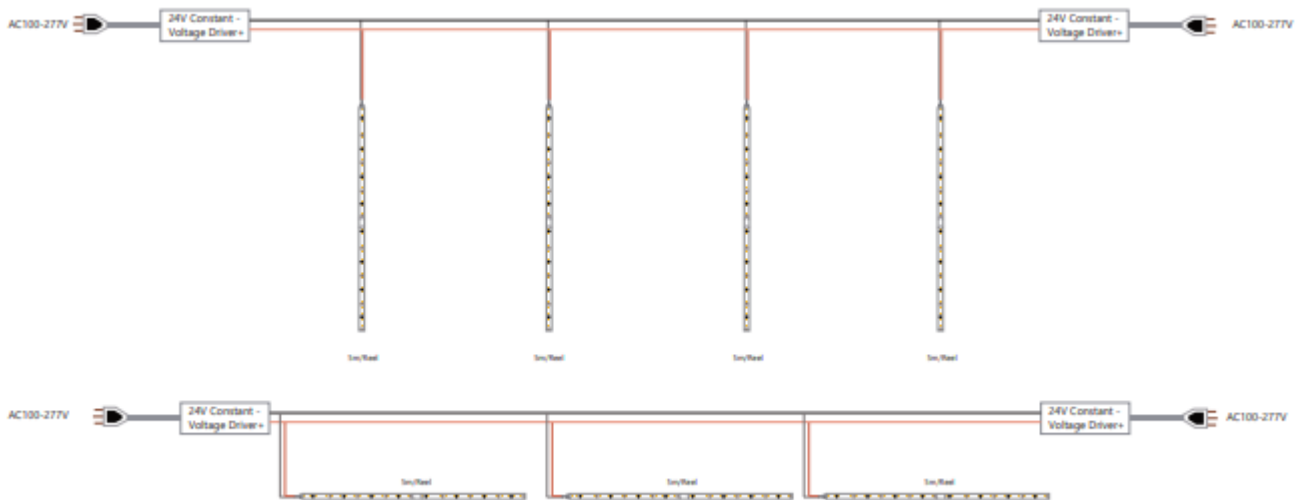 AC100-277V
24V Constant -
Voltage Driver+
24V Constant -
Voltage Driver+
AC100-277V
5m/Reel
5m/Reel
5m/Reel
5m/Reel
AC100-277V
24V Constant -
Voltage Driver+
24V Constant -
Voltage Driver+
AC100-277V
5m/Reel
5m/Reel
5m/Reel